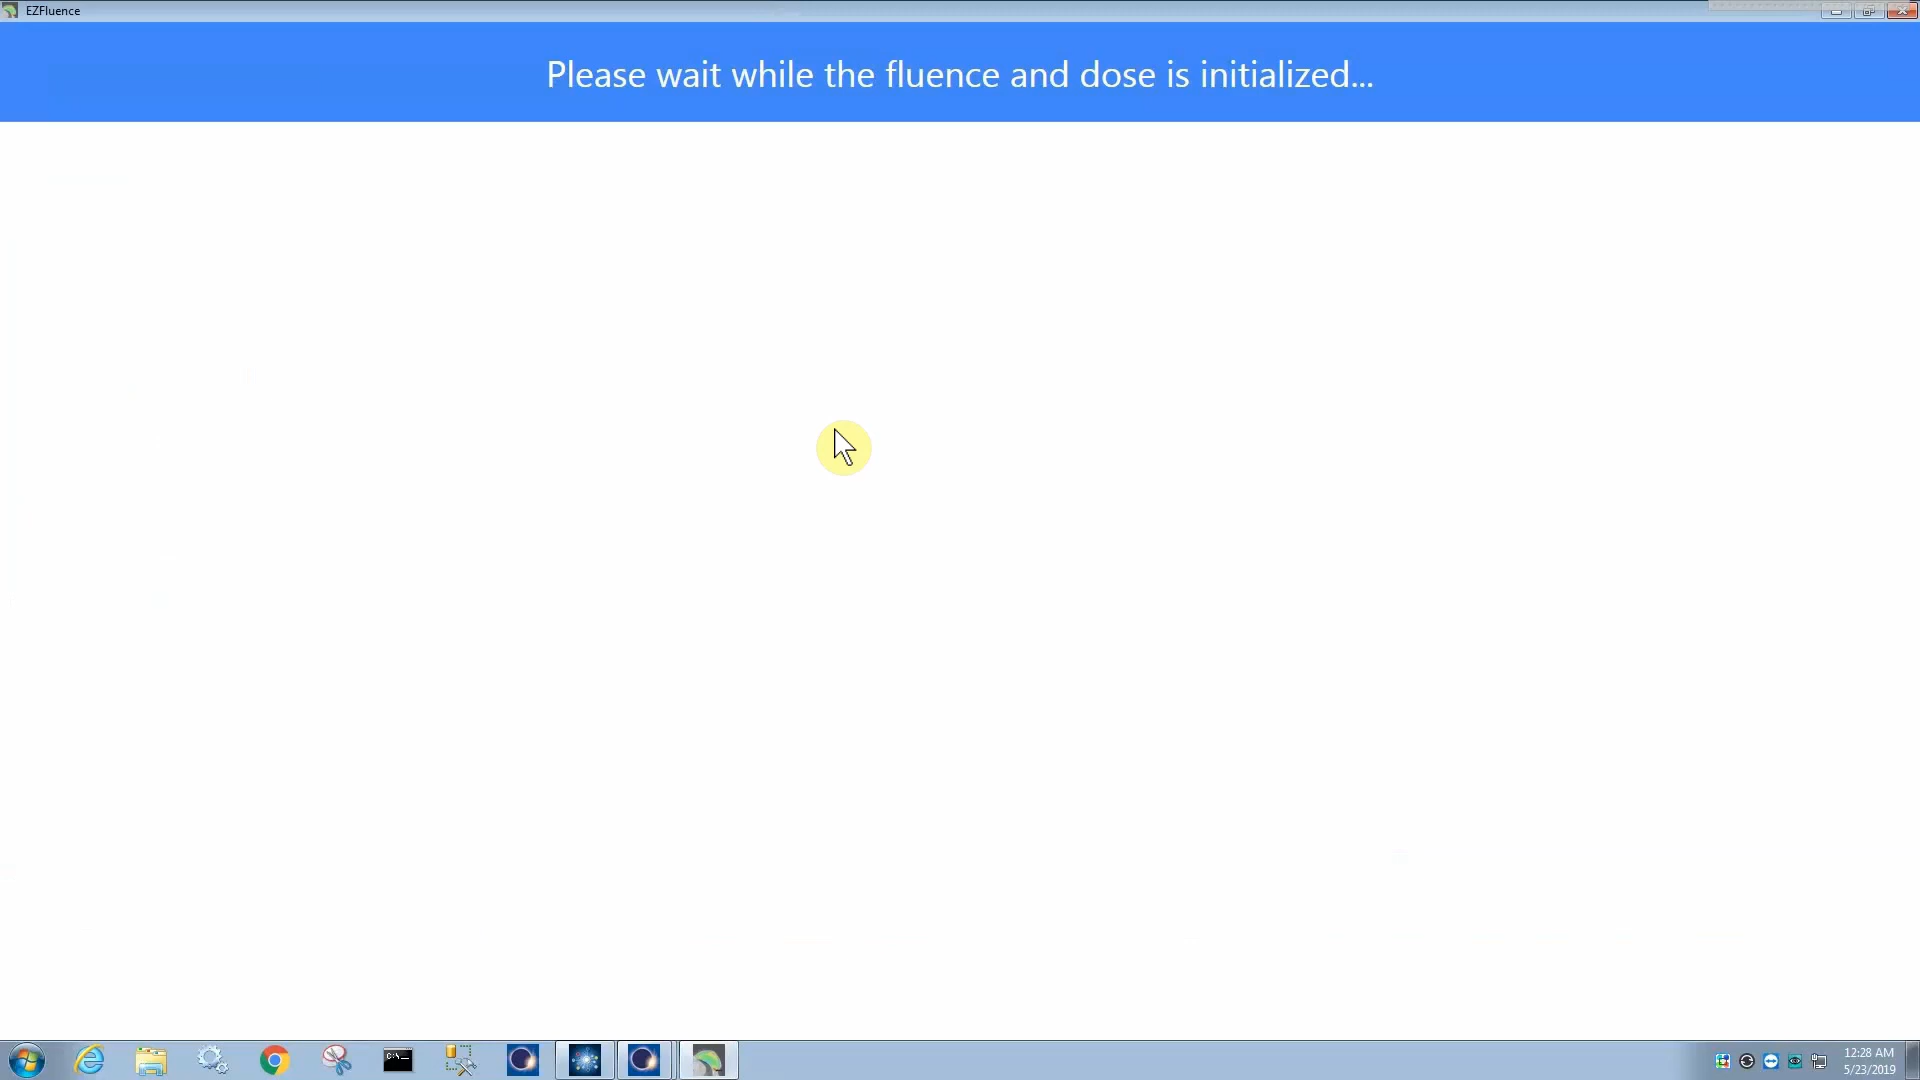 EZFluence
Please wait while the fluence and dose is initialized...
C:\_
12:28 AM
5/23/2019